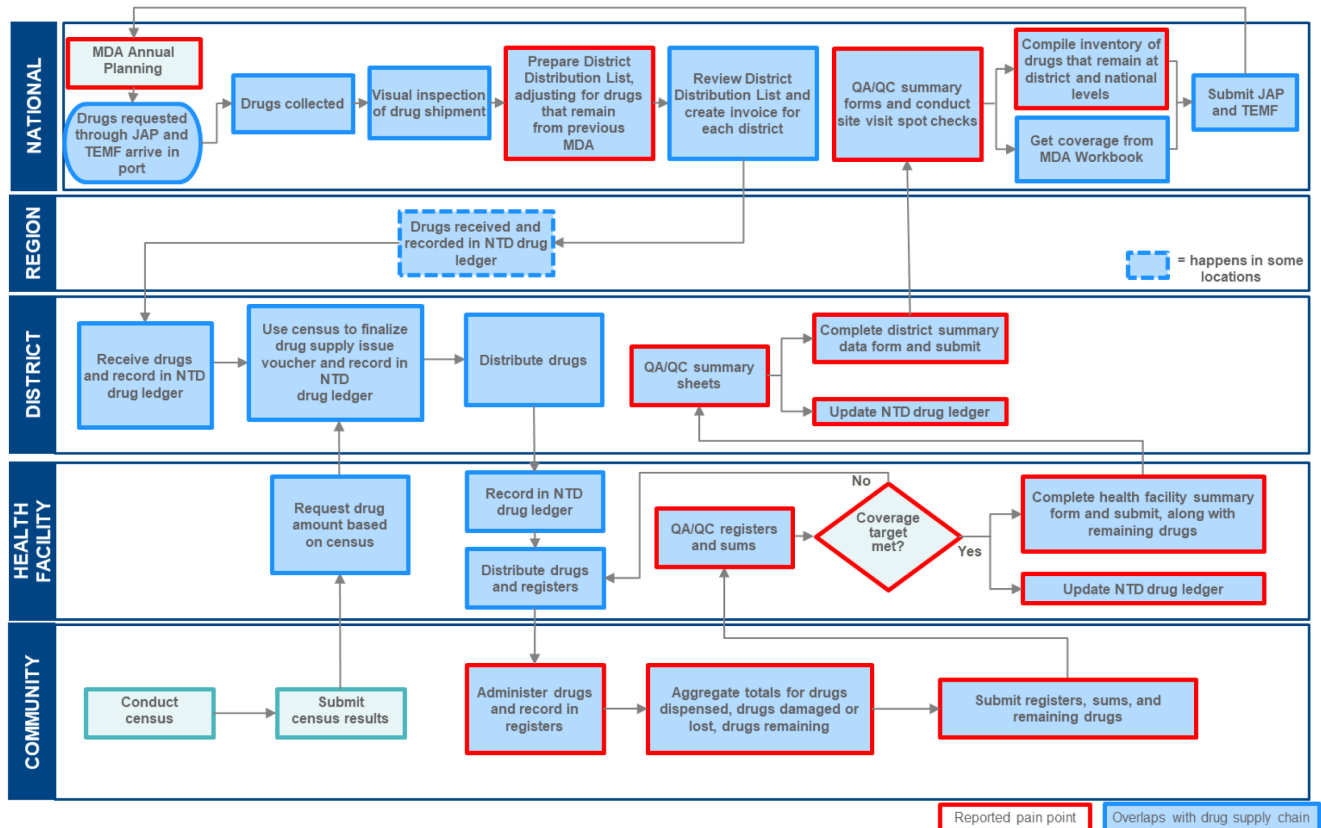 NATIONAL
MDA Annual
Planning
Drugs requested
through JAP and
TEMF arrive in
port
Drugs collected
Visual inspection
of drug shipment
Prepare District
Distribution List,
adjusting for drugs
that remain
from previous
MDA
Review District
Distribution List and
create invoice for
each district
QA/QC summary
forms and conduct
site visit spot checks
Compile inventory of
drugs that remain at
district and national
levels
Get coverage from
MDA Workbook
Submit JAP
and TEMF
REGION
Drugs received and
recorded in NTD drug
ledger
= happens in some
locations
DISTRICT
Receive drugs
and record in NTD
drug ledger
Use census to finalize
drug supply issue
voucher and record in
NTD
drug ledger
Distribute drugs
QA/QC summary
sheets
Complete district summary
data form and submit
Update NTD drug ledger
HEALTH
FACILITY
Request drug
amount based
on census
Record in NTD
drug ledger
Distribute drugs
and registers
QA/QC registers
and sums
No
Coverage
target
met?
Yes
Complete health facility summary
form and submit, along with
remaining drugs
Update NTD drug ledger
COMMUNITY
Conduct
census
Submit
census results
Administer drugs
and record in
registers
Aggregate totals for drugs
dispensed, drugs damaged or
lost, drugs remaining
Submit registers, sums, and
remaining drugs
Reported pain point
Overlaps with drug supply chain